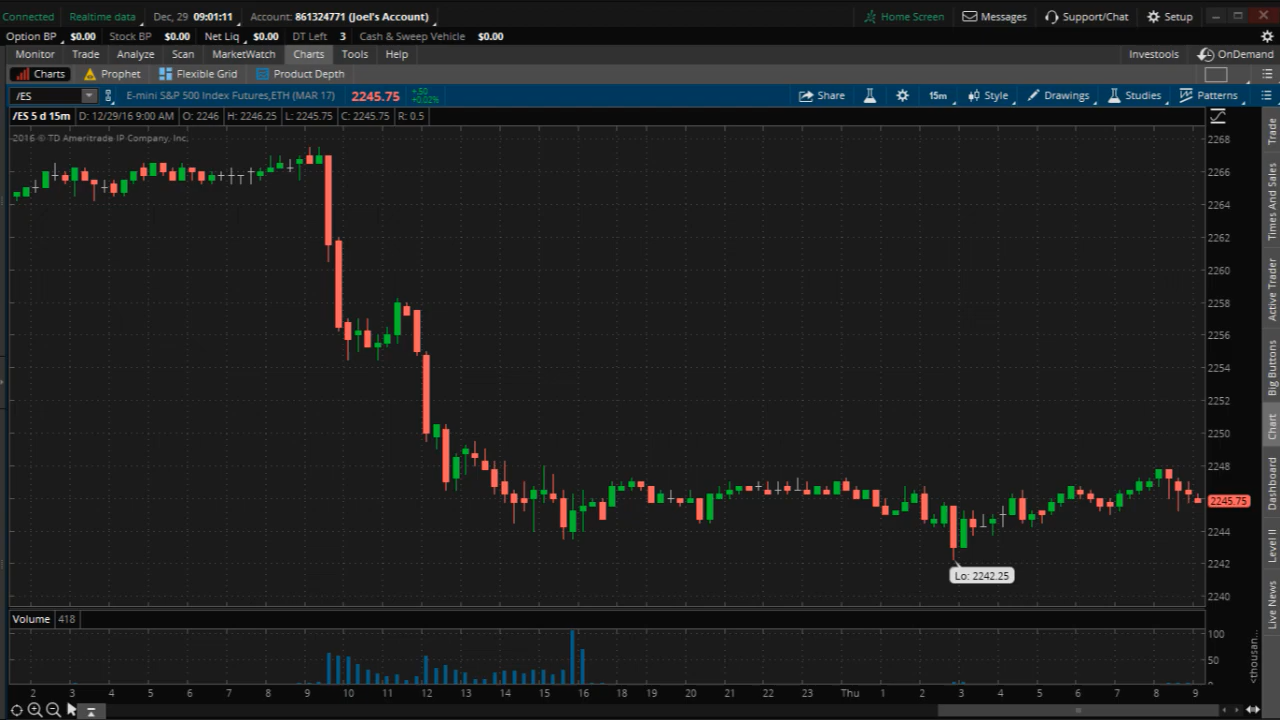 Connected Realtime data Dec, 29 09:01:11 Account: 861324771 (Joel's Account) Home Screen Messages Support/Chat Setup
Option BP $0.00 Stock BP $0.00 Net Liq $0.00 DT Left 3 Cash & Sweep Vehicle $0.00
Monitor Trade Analyze Scan MarketWatch Charts Tools Help Investools OnDemand
Charts Prophet Flexible Grid Product Depth
/ES E-mini S&P 500 Index Futures,ETH (MAR 17) 2245.75 +.50 +0.02% Share 15m Style Drawings Studies Patterns
/ES 5 d 15m D: 12/29/16 9:00 AM O: 2246 H: 2246.25 L: 2245.75 C: 2245.75 R: 0.5
2016 © TD Ameritrade IP Company, Inc.
2268
2266
2264
2262
2260
2258
2256
2254
2252
2250
2248
2245.75
2244
2242
2240
Lo: 2242.25
Volume 418
100
50
0
<thousan...
2 3 4 5 6 7 8 9 10 11 12 13 14 15 16 18 19 20 21 22 23 Thu 1 2 3 4 5 6 7 8 9
Trade
Times And Sales
Active Trader
Big Buttons
Chart
Dashboard
Level II
Live News